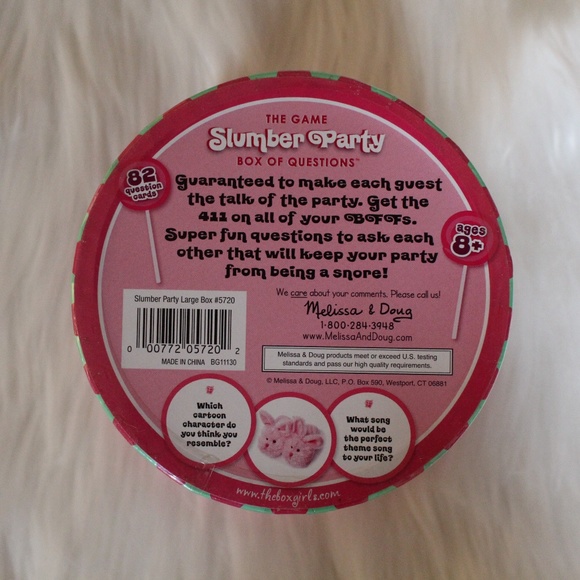 THE GAME
Slumber Party
BOX OF QUESTIONS™
82
question
cards
Guaranteed to make each guest
the talk of the party. Get the
411 on all of your BFFs.
Super fun questions to ask each
other that will keep your party
from being a snore!
ages
8+
We care about your comments. Please call us!
Melissa & Doug
1-800-284-3948
www.MelissaAndDoug.com
Slumber Party Large Box #5720
0 00772 05720 2
MADE IN CHINA BG11130
Melissa & Doug products meet or exceed U.S. testing
standards and pass our high quality requirements.
© Melissa & Doug, LLC, P.O. Box 590, Westport, CT 06881
Which
cartoon
character do
you think you
resemble?
What song
would be
the perfect
theme song
to your life?
www.theboxgirls.com